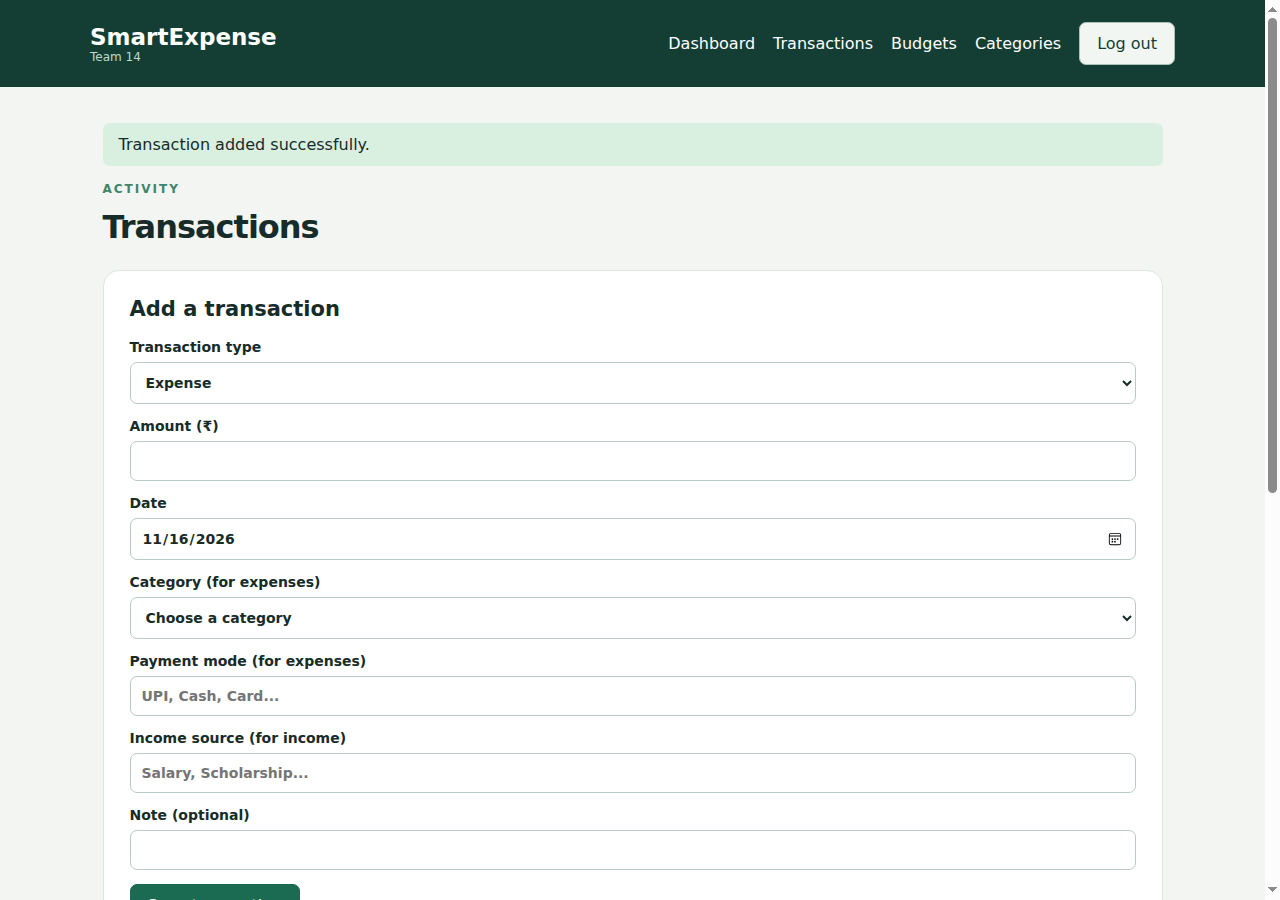 SmartExpense
Team 14
Dashboard Transactions Budgets Categories Log out
Transaction added successfully.
ACTIVITY
Transactions
Add a transaction
Transaction type
Expense
Amount (₹)
Date
11/16/2026
Category (for expenses)
Choose a category
Payment mode (for expenses)
UPI, Cash, Card...
Income source (for income)
Salary, Scholarship...
Note (optional)